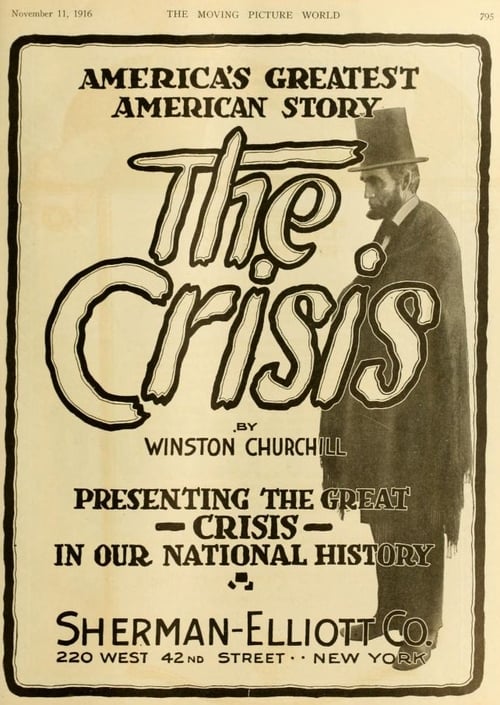 November 11, 1916 THE MOVING PICTURE WORLD 795
AMERICA'S GREATEST
AMERICAN STORY
The
Crisis
BY
WINSTON CHURCHILL
PRESENTING THE GREAT
— CRISIS —
IN OUR NATIONAL HISTORY
SHERMAN-ELLIOTT CO.
220 WEST 42ND STREET·· NEW YORK